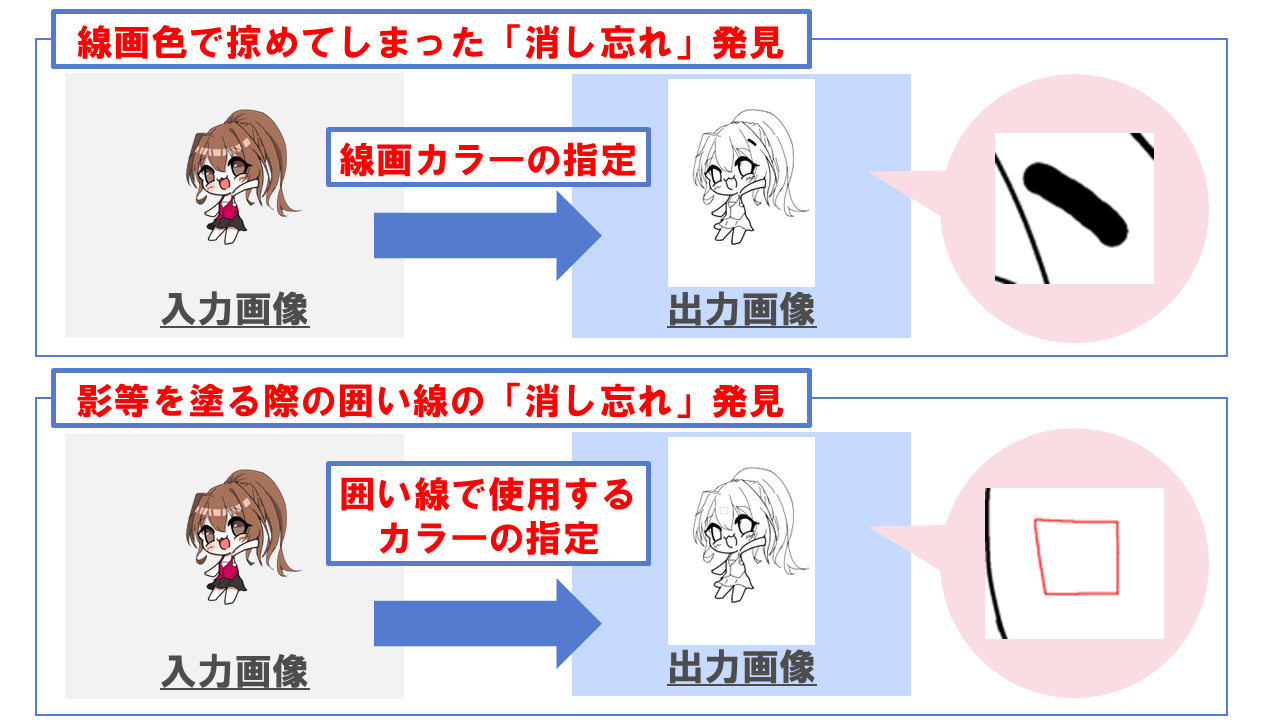 線画色で掠めてしまった「消し忘れ」発見
線画カラーの指定
入力画像
出力画像
影等を塗る際の囲い線の「消し忘れ」発見
囲い線で使用する
カラーの指定
入力画像
出力画像